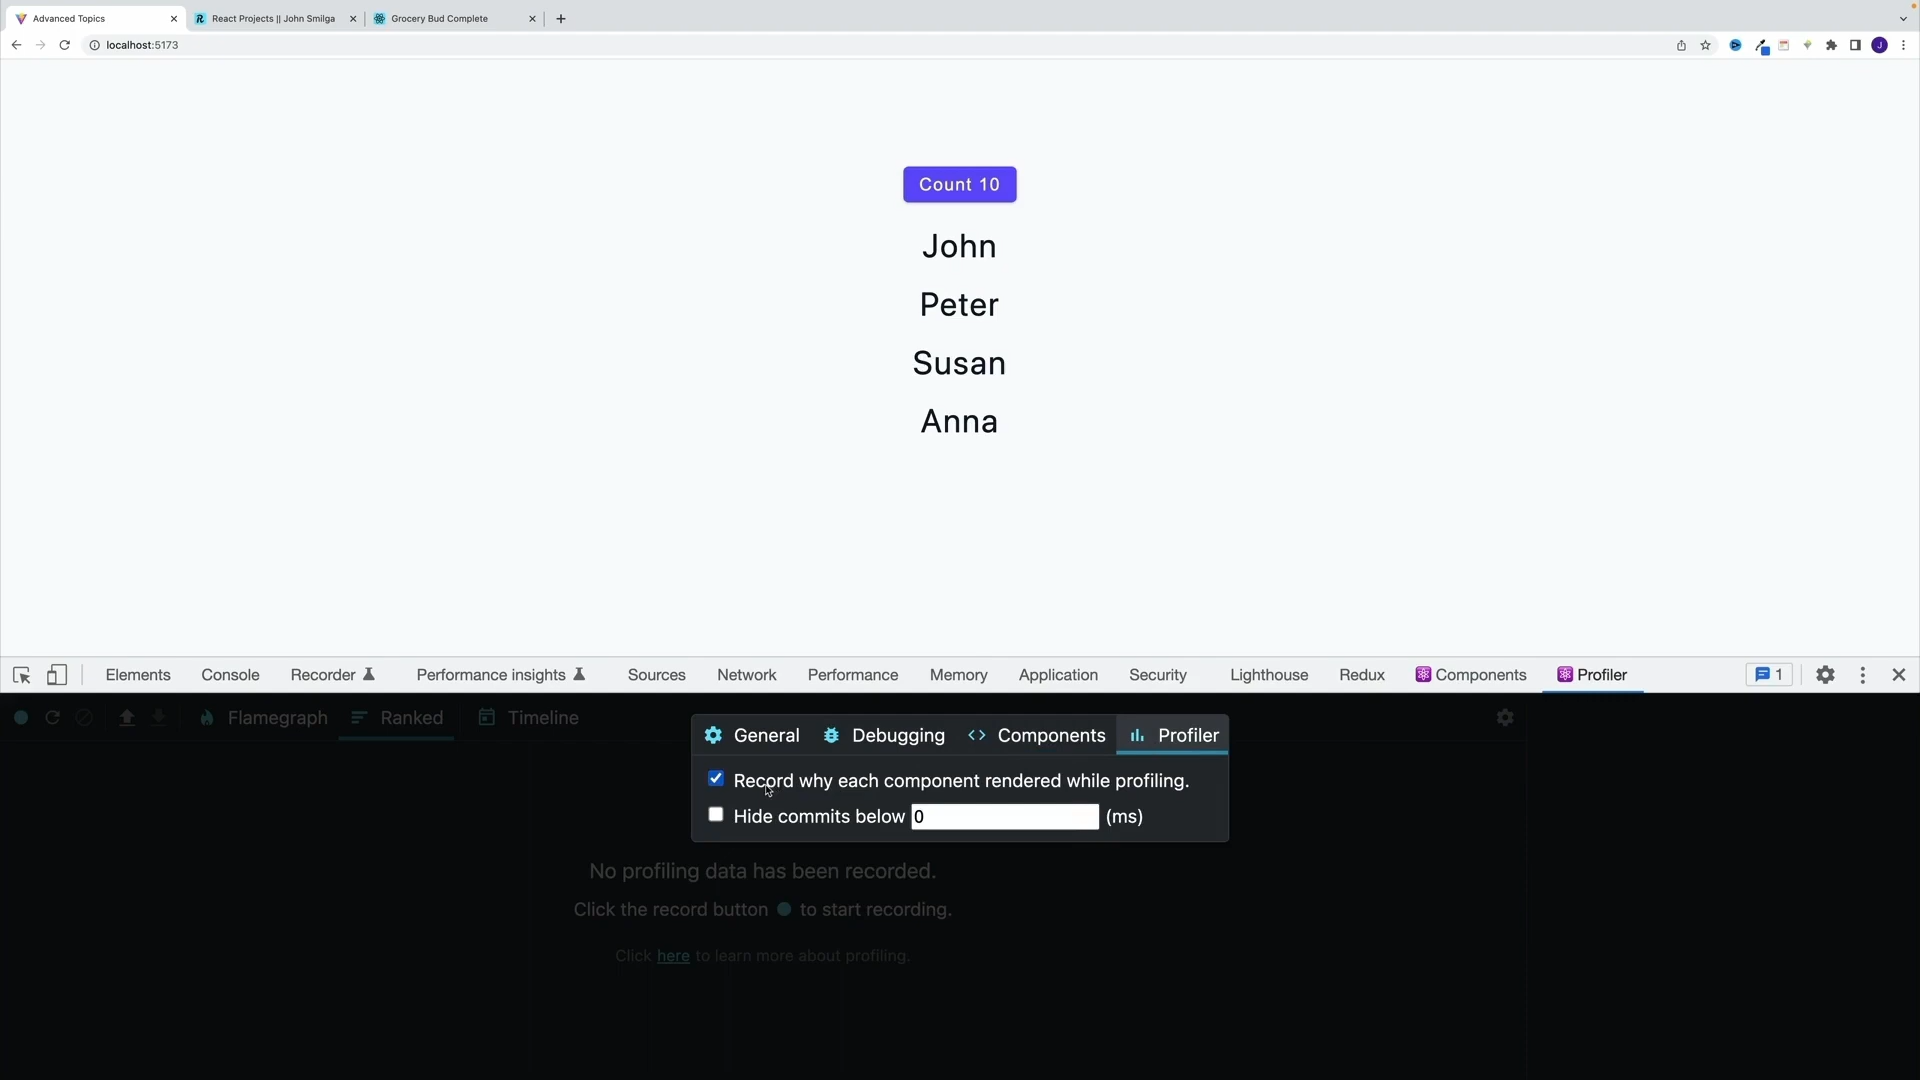 Advanced Topics
React Projects || John Smilga
Grocery Bud Complete
localhost:5173
J
Count 10
John
Peter
Susan
Anna
Elements Console Recorder Performance insights Sources Network Performance Memory Application Security Lighthouse Redux Components Profiler 1
Flamegraph Ranked Timeline
General Debugging Components Profiler
Record why each component rendered while profiling.
Hide commits below 0 (ms)
No profiling data has been recorded.
Click the record button to start recording.
Click here to learn more about profiling.